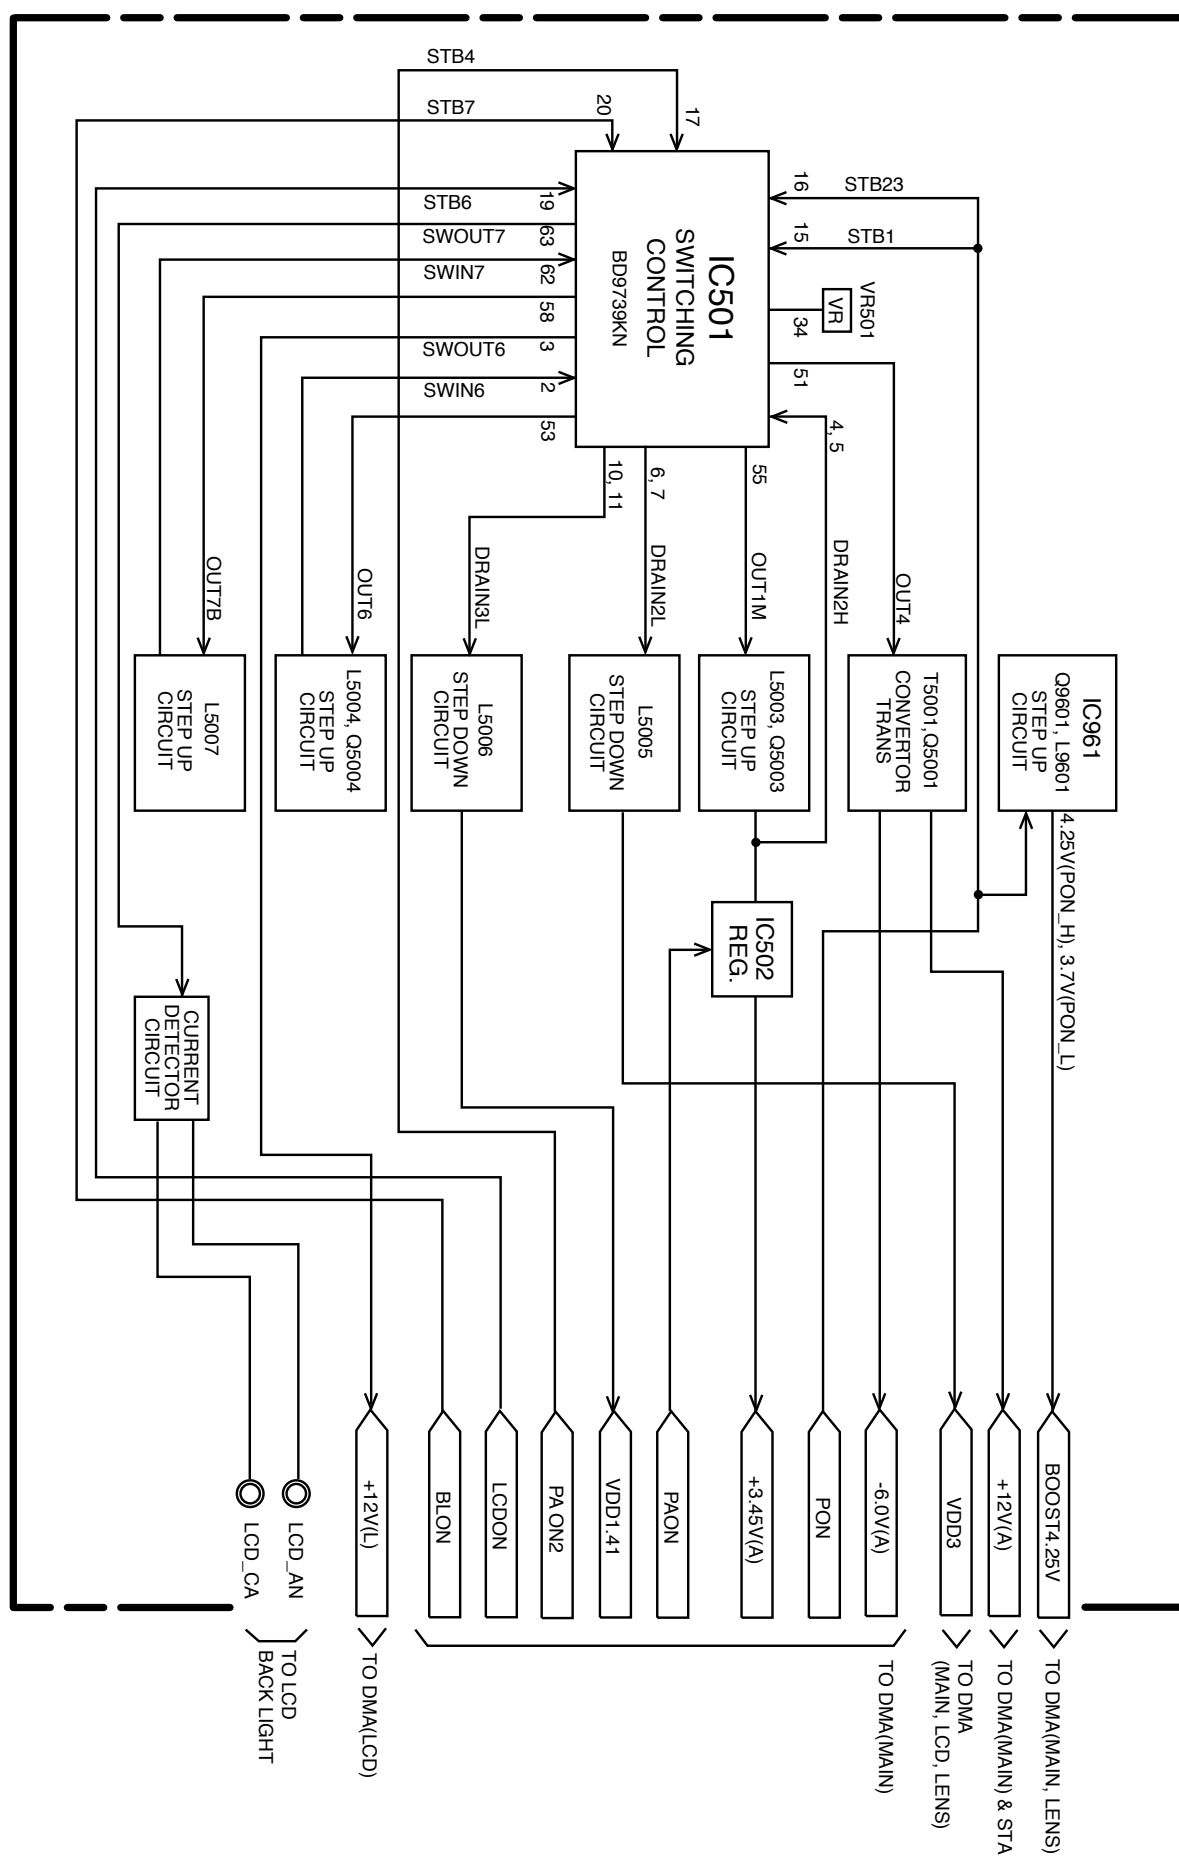 STB4
STB7
20
17
16
STB23
19
STB6
15
STB1
63
SWOUT7
62
SWIN7
58
3
SWOUT6
2
SWIN6
53
IC501
SWITCHING
CONTROL
BD9739KN
34
VR
VR501
51
4, 5
55
6, 7
10, 11
OUT7B
OUT6
DRAIN3L
DRAIN2L
OUT1M
DRAIN2H
OUT4
L5007
STEP UP
CIRCUIT
L5004, Q5004
STEP UP
CIRCUIT
L5006
STEP DOWN
CIRCUIT
L5005
STEP DOWN
CIRCUIT
L5003, Q5003
STEP UP
CIRCUIT
T5001,Q5001
CONVERTOR
TRANS
IC961
Q9601, L9601
STEP UP
CIRCUIT
4.25V(PON_H), 3.7V(PON_L)
IC502
REG.
CURRENT
DETECTOR
CIRCUIT
LCD_CA
LCD_AN
+12V(L)
BLON
LCDON
PA ON2
VDD1.41
PAON
+3.45V(A)
PON
-6.0V(A)
VDD3
+12V(A)
BOOST4.25V
TO LCD
BACK LIGHT
TO DMA(LCD)
TO DMA(MAIN)
TO DMA
(MAIN, LCD, LENS)
TO DMA(MAIN) & STA
TO DMA(MAIN, LENS)